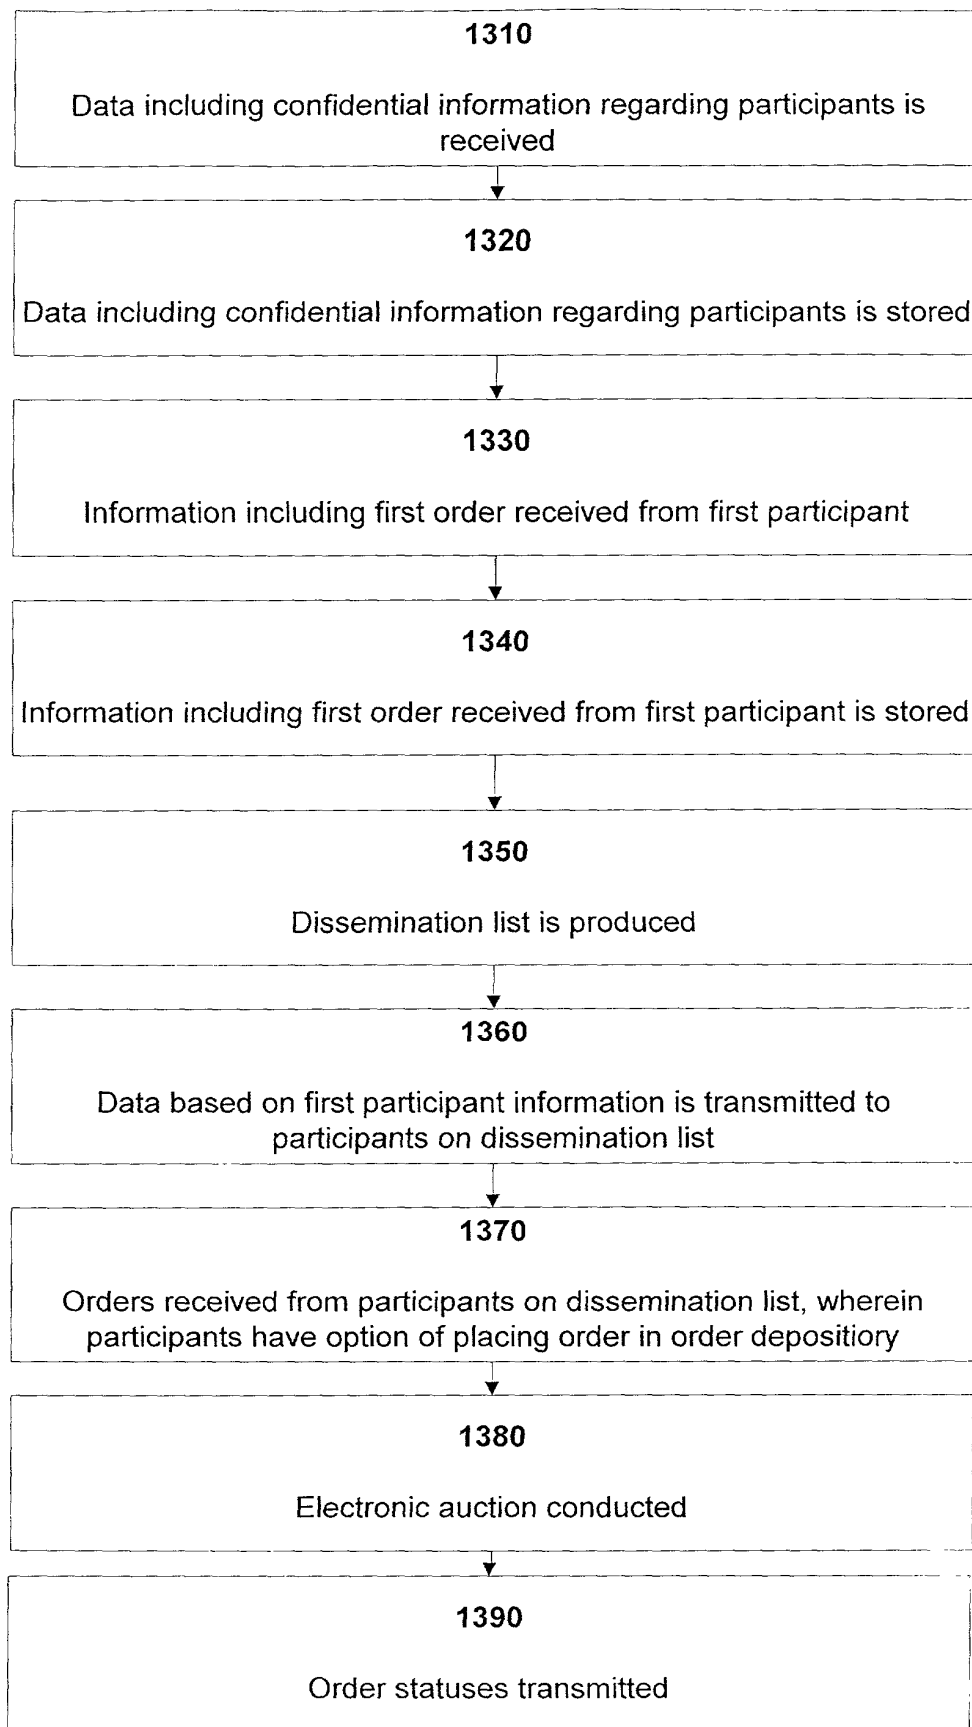 1310
Data including confidential information regarding participants is
received
1320
Data including confidential information regarding participants is stored
1330
Information including first order received from first participant
1340
Information including first order received from first participant is stored
1350
Dissemination list is produced
1360
Data based on first participant information is transmitted to
participants on dissemination list
1370
Orders received from participants on dissemination list, wherein
participants have option of placing order in order depositiory
1380
Electronic auction conducted
1390
Order statuses transmitted